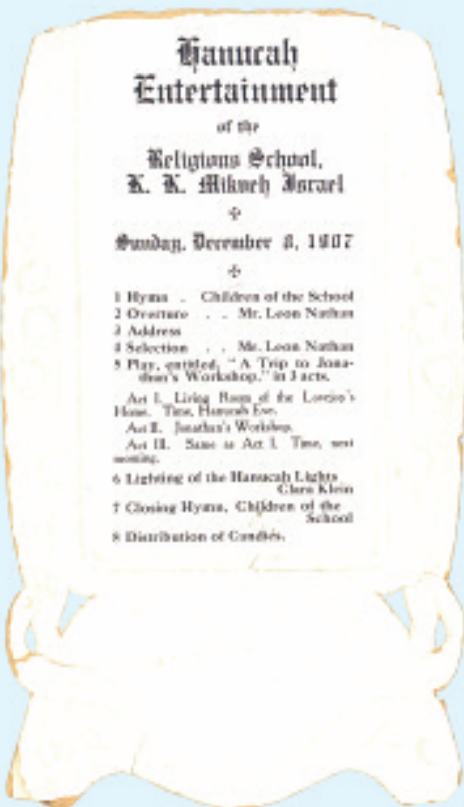 Hanucah
Entertainment
of the
Religious School,
K. K. Mikveh Israel
Sunday, December 8, 1907
1 Hymn . Children of the School
2 Overture . . Mr. Leon Nathan
3 Address
4 Selection . . Mr. Leon Nathan
5 Play, entitled, "A Trip to Jona-
than's Workshop," in 3 acts.
Act I. Living Room of the
Home. Time, Hanucah Eve.
Act II. Jonathan's Workshop.
Act III. Same as Act I. Time, next
morning.
6 Lighting of the Hanucah Lights
Clara Klein
7 Closing Hymn, Children of the
School
8 Distribution of Candies.